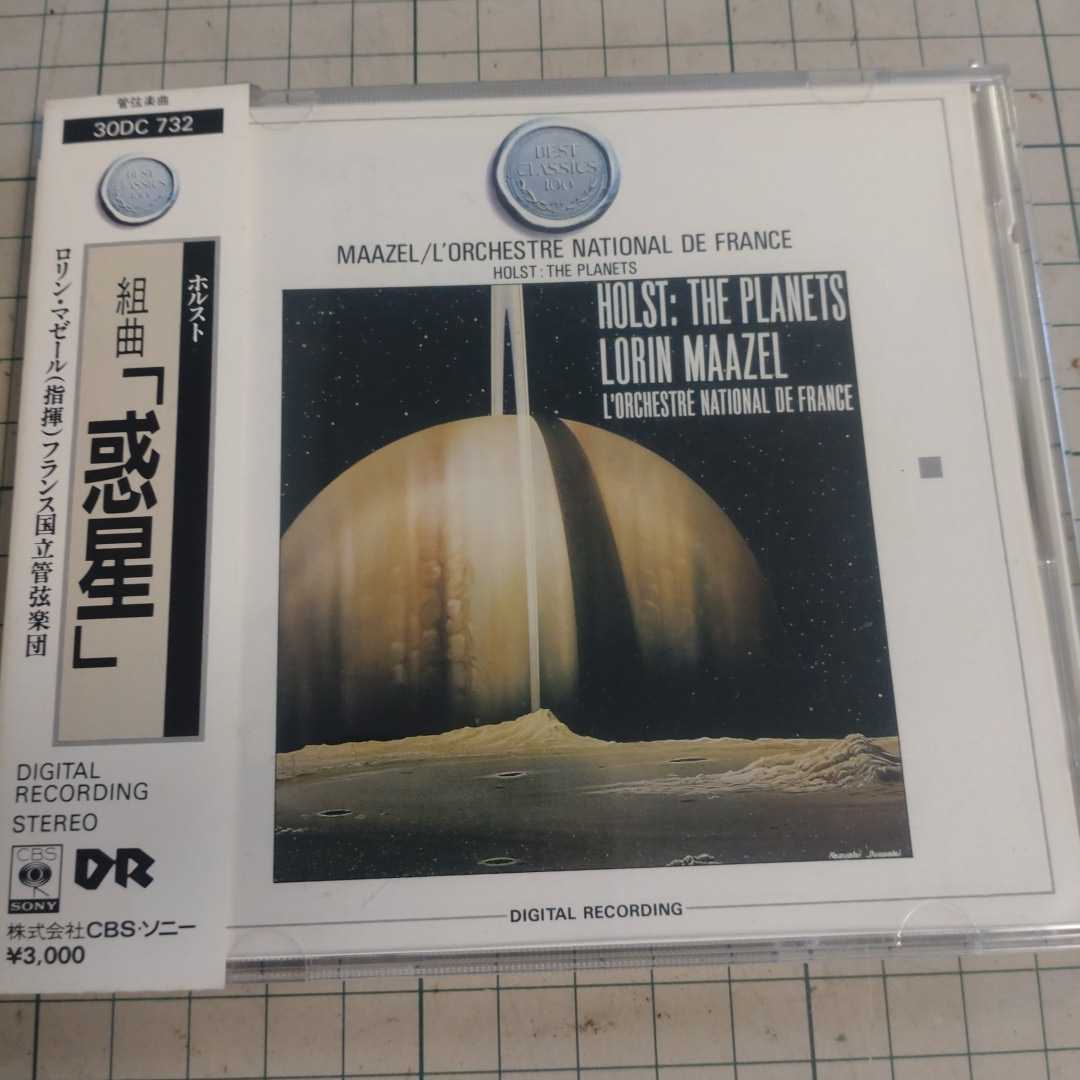 管弦楽曲
30DC 732
BEST
CLASSICS
100
ホルスト
組曲「惑星」
ロリン・マゼール(指揮)フランス国立管弦楽団
DIGITAL
RECORDING
STEREO
CBS
SONY
DR
株式会社CBS・ソニー
¥3,000
BEST
CLASSICS
100
MAAZEL/L'ORCHESTRE NATIONAL DE FRANCE
HOLST : THE PLANETS
HOLST: THE PLANETS
LORIN MAAZEL
L'ORCHESTRE NATIONAL DE FRANCE
DIGITAL RECORDING